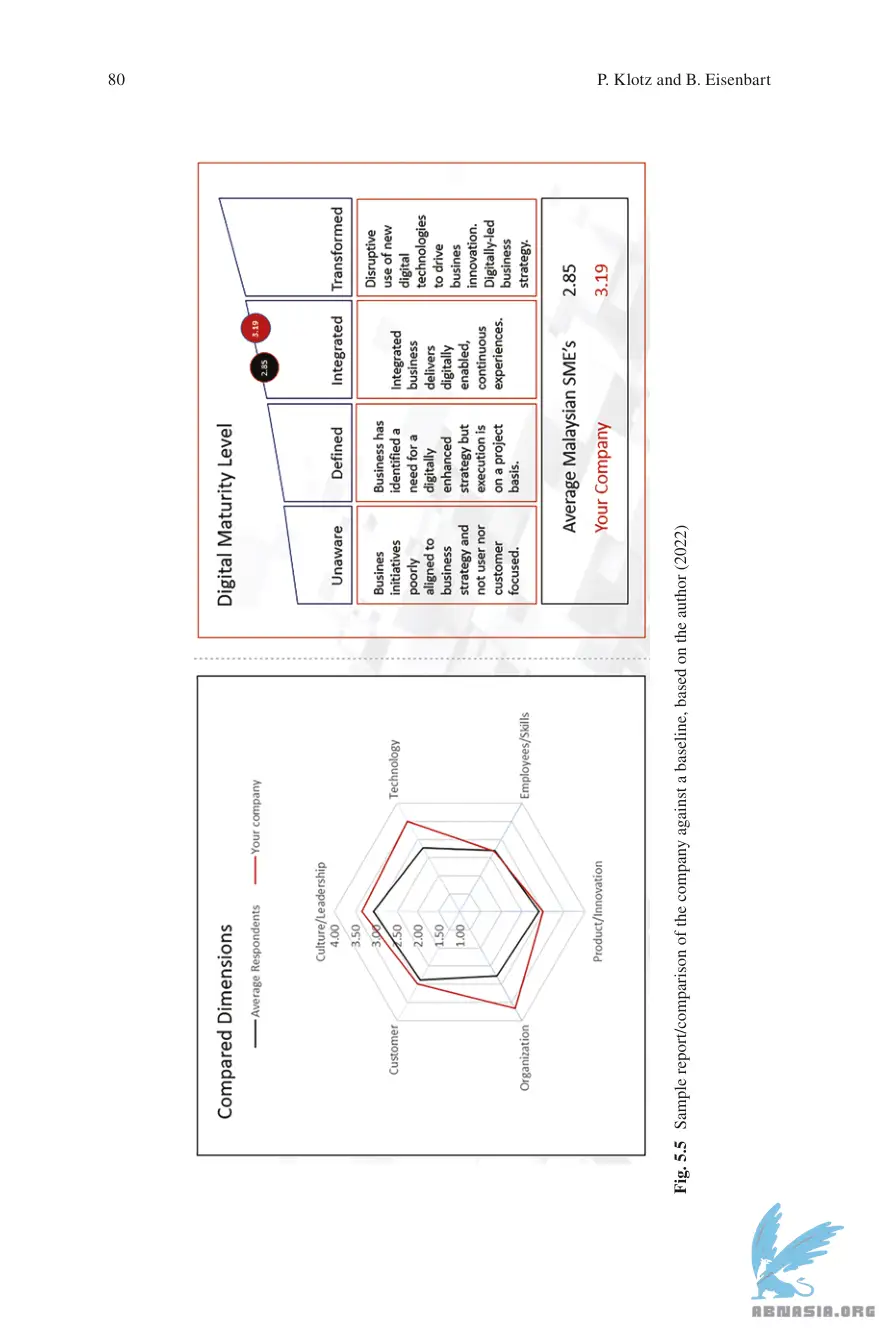 80
P. Klotz and B. Eisenbart
Compared Dimensions
Average Respondents
Your company
Culture/Leadership
4.00
3.50
3.00
2.50
2.00
1.50
1.00
Technology
Employees/Skills
Product/Innovation
Organization
Customer
Digital Maturity Level
2.85
3.19
Unaware
Defined
Integrated
Transformed
Busines
initiatives
poorly
aligned to
business
strategy and
not user nor
customer
focused.
Business has
identified a
need for a
digitally
enhanced
strategy but
execution is
on a project
basis.
Integrated
business
delivers
digitally
enabled,
continuous
experiences.
Disruptive
use of new
digital
technologies
to drive
busines
innovation.
Digitally-led
business
strategy.
Average Malaysian SME's 2.85
Your Company 3.19
Fig. 5.5 Sample report/comparison of the company against a baseline, based on the author (2022)
ABNASIA.ORG